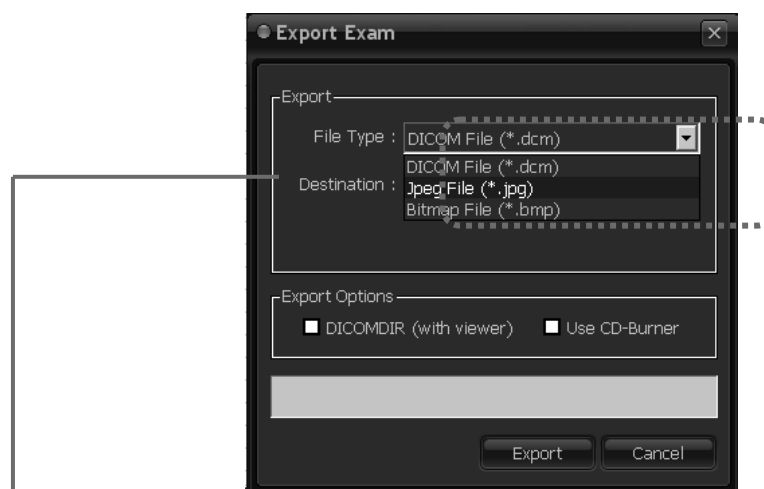 Export Exam
Export
File Type : DICOM File (*.dcm)
DICOM File (*.dcm)
Destination : Jpeg File (*.jpg)
Bitmap File (*.bmp)
Export Options
DICOMDIR (with viewer) Use CD-Burner
Export Cancel